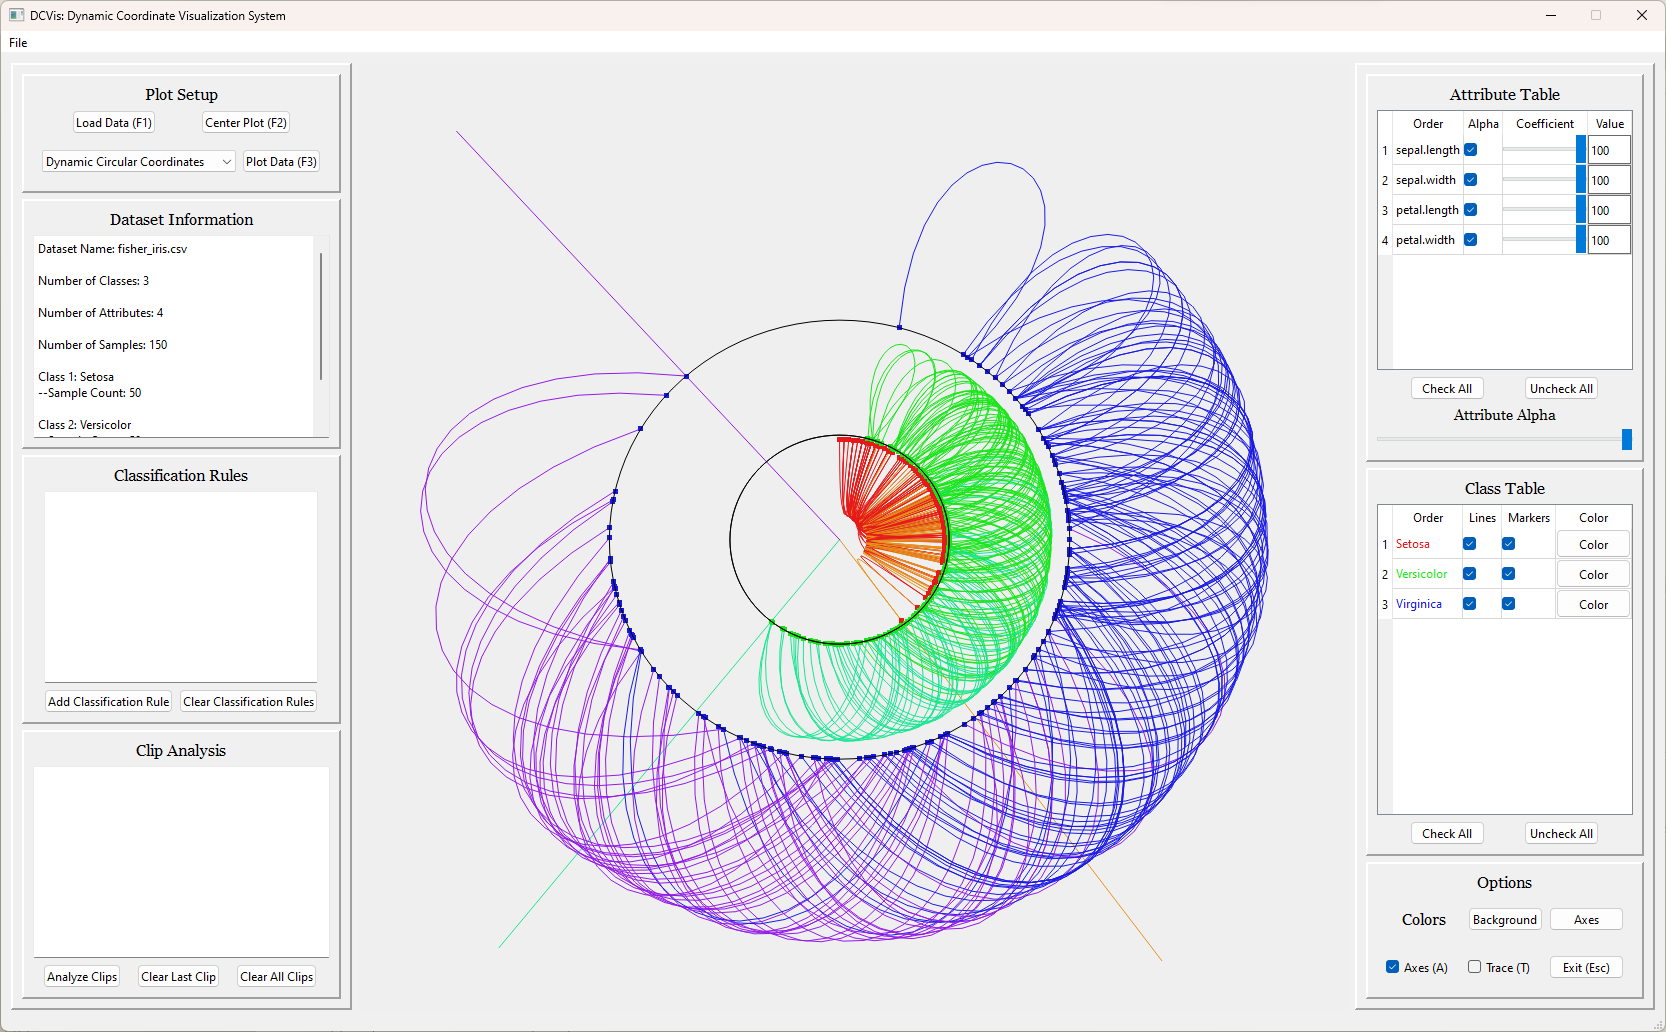 DCVis: Dynamic Coordinate Visualization System
File
Plot Setup
Load Data (F1) Center Plot (F2)
Dynamic Circular Coordinates Plot Data (F3)
Dataset Information
Dataset Name: fisher_iris.csv
Number of Classes: 3
Number of Attributes: 4
Number of Samples: 150
Class 1: Setosa
--Sample Count: 50
Class 2: Versicolor
Classification Rules
Add Classification Rule Clear Classification Rules
Clip Analysis
Analyze Clips Clear Last Clip Clear All Clips
Attribute Table
Order Alpha Coefficient Value
1 sepal.length 100
2 sepal.width 100
3 petal.length 100
4 petal.width 100
Check All Uncheck All
Attribute Alpha
Class Table
Order Lines Markers Color
1 Setosa Color
2 Versicolor Color
3 Virginica Color
Check All Uncheck All
Options
Colors Background Axes
Axes (A) Trace (T) Exit (Esc)